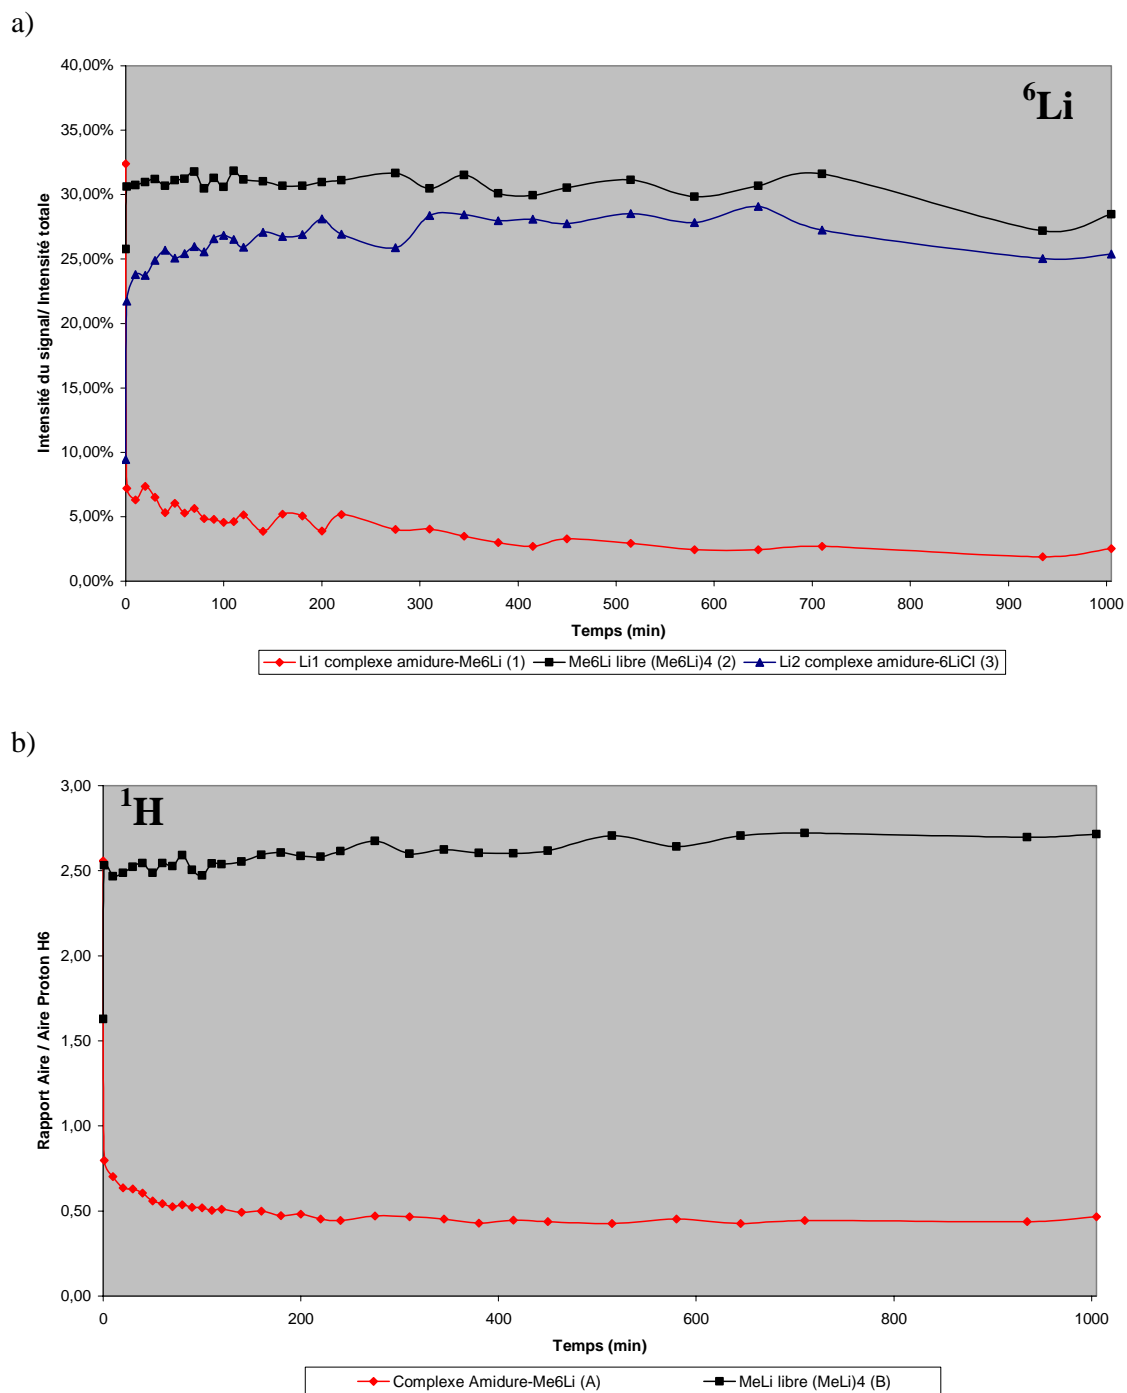 a)
40,00%
35,00%
30,00%
25,00%
20,00%
15,00%
10,00%
5,00%
0,00%
Intensité du signal/ Intensité totale
6Li
0 100 200 300 400 500 600 700 800 900 1000
Temps (min)
Li1 complexe amidure-Me6Li (1) Me6Li libre (Me6Li)4 (2) Li2 complexe amidure-6LiCl (3)
b)
3,00
2,50
2,00
1,50
1,00
0,50
0,00
Rapport Aire / Aire Proton H6
1H
0 200 400 600 800 1000
Temps (min)
Complexe Amidure-Me6Li (A) MeLi libre (MeLi)4 (B)